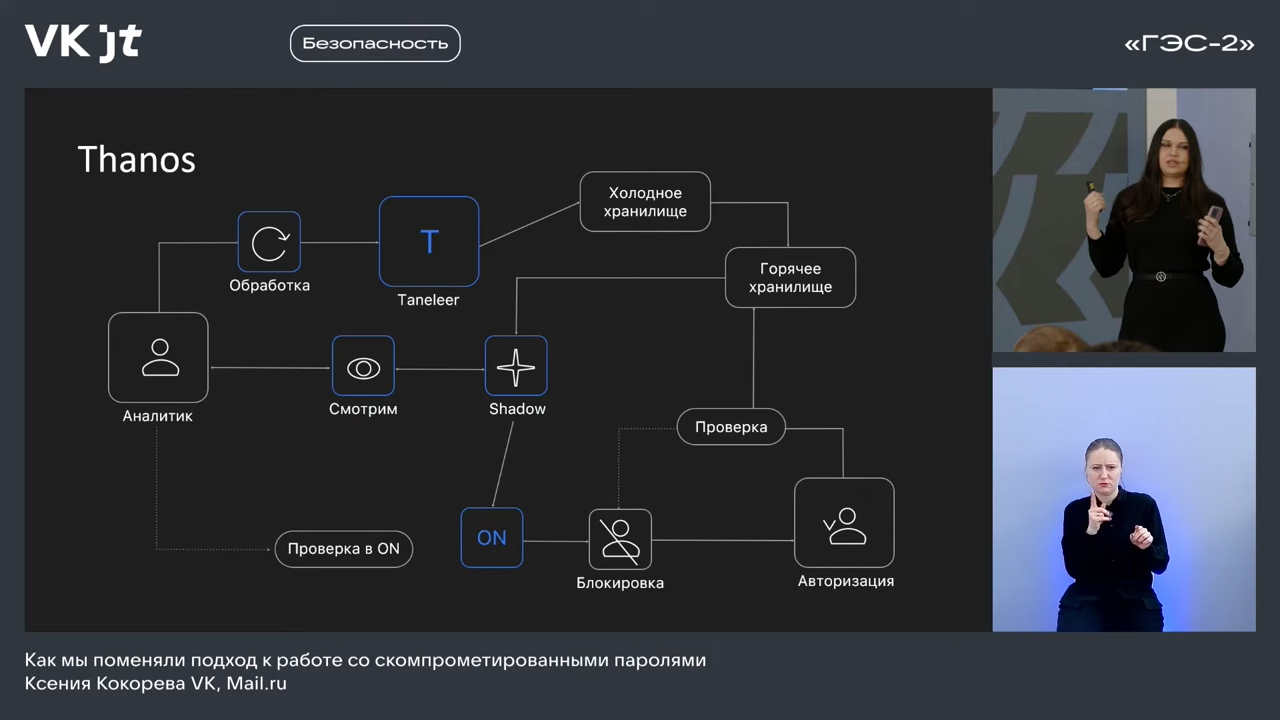 VK jt
Безопасность
«ГЭС-2»
Thanos
Холодное
хранилище
T
Горячее
хранилище
Обработка
Taneleer
Аналитик
Смотрим
Shadow
Проверка
ON
Проверка в ON
Блокировка
Авторизация
Как мы поменяли подход к работе со скомпрометированными паролями
Ксения Кокорева VK, Mail.ru